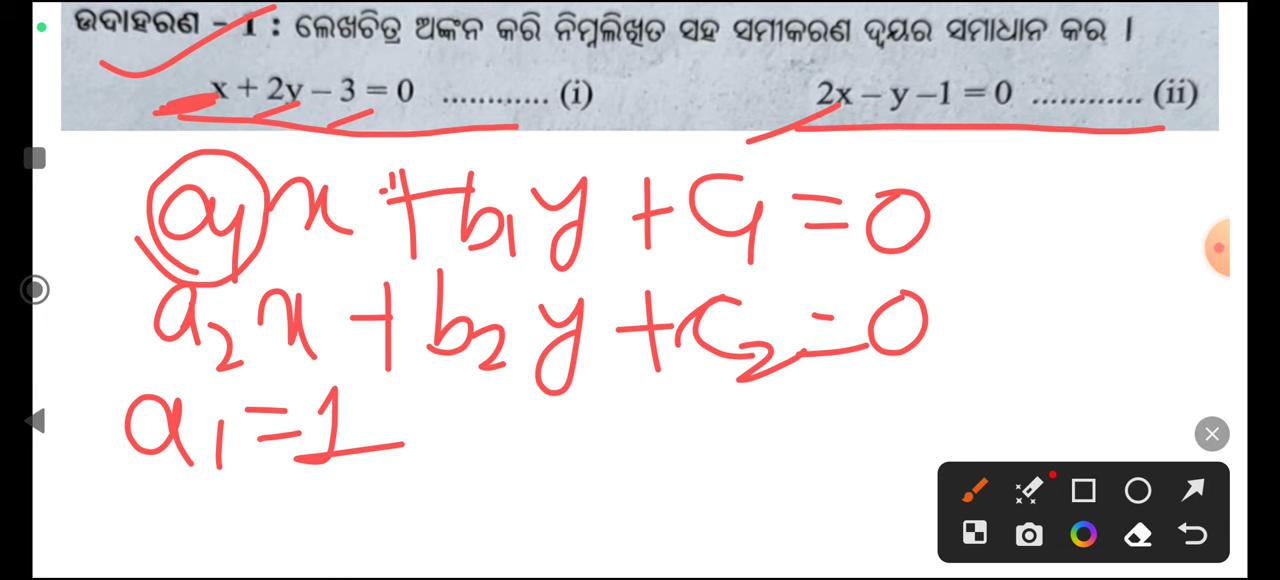 ଉଦାହରଣ - 1 : ଲେଖଚିତ୍ର ଅଙ୍କନ କରି ନିମ୍ନଲିଖିତ ସହ ସମୀକରଣ ଦ୍ୱୟର ସମାଧାନ କର ।
x + 2y – 3 = 0 ............ (i) 2x – y –1 = 0 ............ (ii)
a₁x + b₁y + c₁ = 0
a₂x + b₂y + c₂ = 0
a₁ = 1